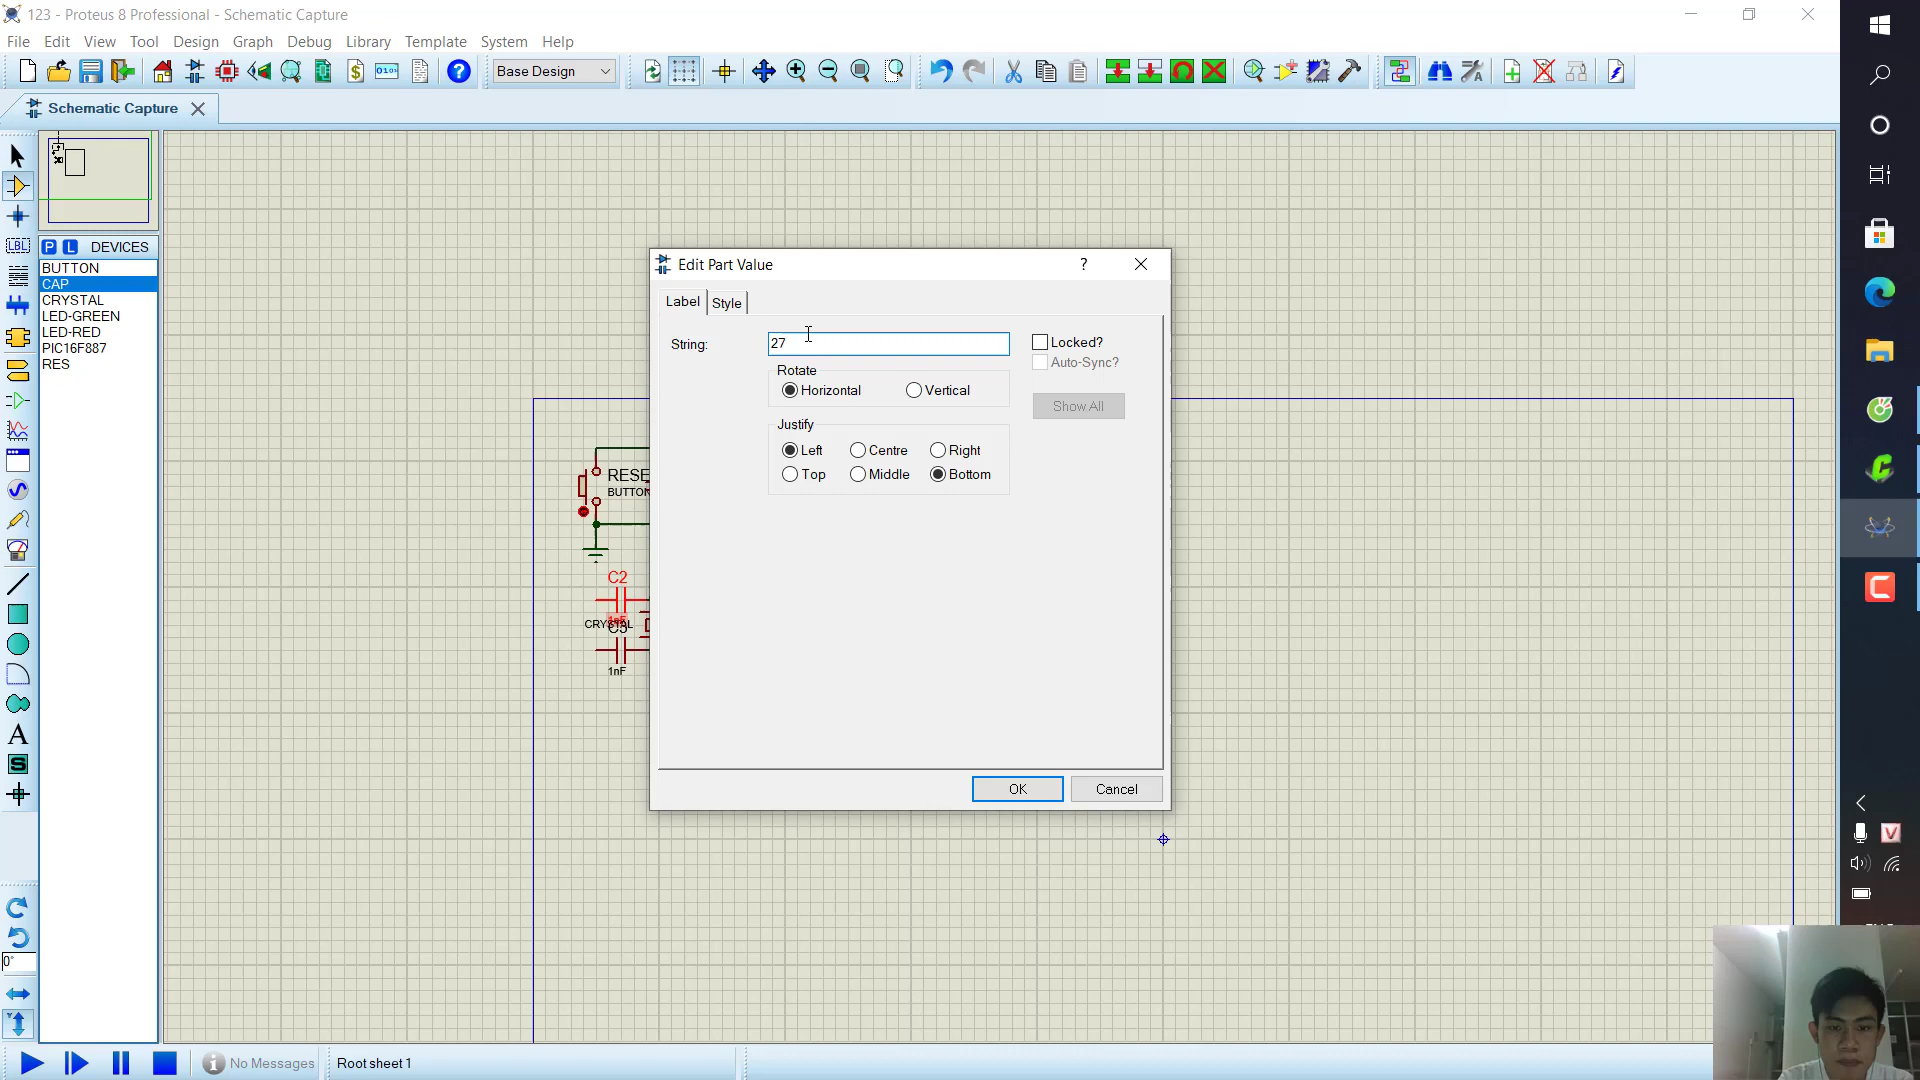 123 - Proteus 8 Professional - Schematic Capture
File Edit View Tool Design Graph Debug Library Template System Help
Base Design
Schematic Capture
P L DEVICES
BUTTON
CAP
CRYSTAL
LED-GREEN
LED-RED
PIC16F887
RES
LBL
A
S
0°
Edit Part Value
?
Label Style
String: 27
Locked?
Auto-Sync?
Show All
Rotate
Horizontal Vertical
Justify
Left Centre Right
Top Middle Bottom
OK Cancel
RESE
BUTTON
C2
1nF
CRYSTAL
C3
1nF
No Messages
Root sheet 1
V